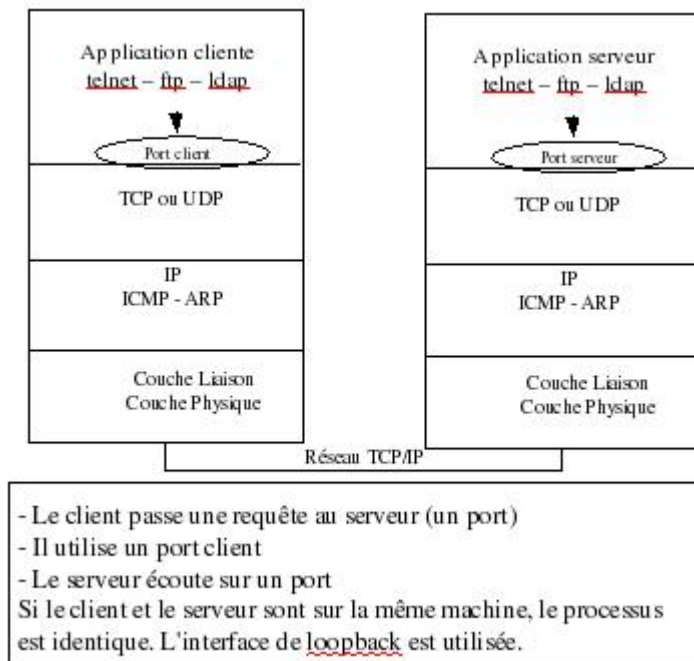 Application cliente
telnet – ftp – ldap
Port client
TCP ou UDP
IP
ICMP - ARP
Couche Liaison
Couche Physique
Application serveur
telnet – ftp – ldap
Port serveur
TCP ou UDP
IP
ICMP - ARP
Couche Liaison
Couche Physique
Réseau TCP/IP
- Le client passe une requête au serveur (un port)
- Il utilise un port client
- Le serveur écoute sur un port
Si le client et le serveur sont sur la même machine, le processus
est identique. L'interface de loopback est utilisée.